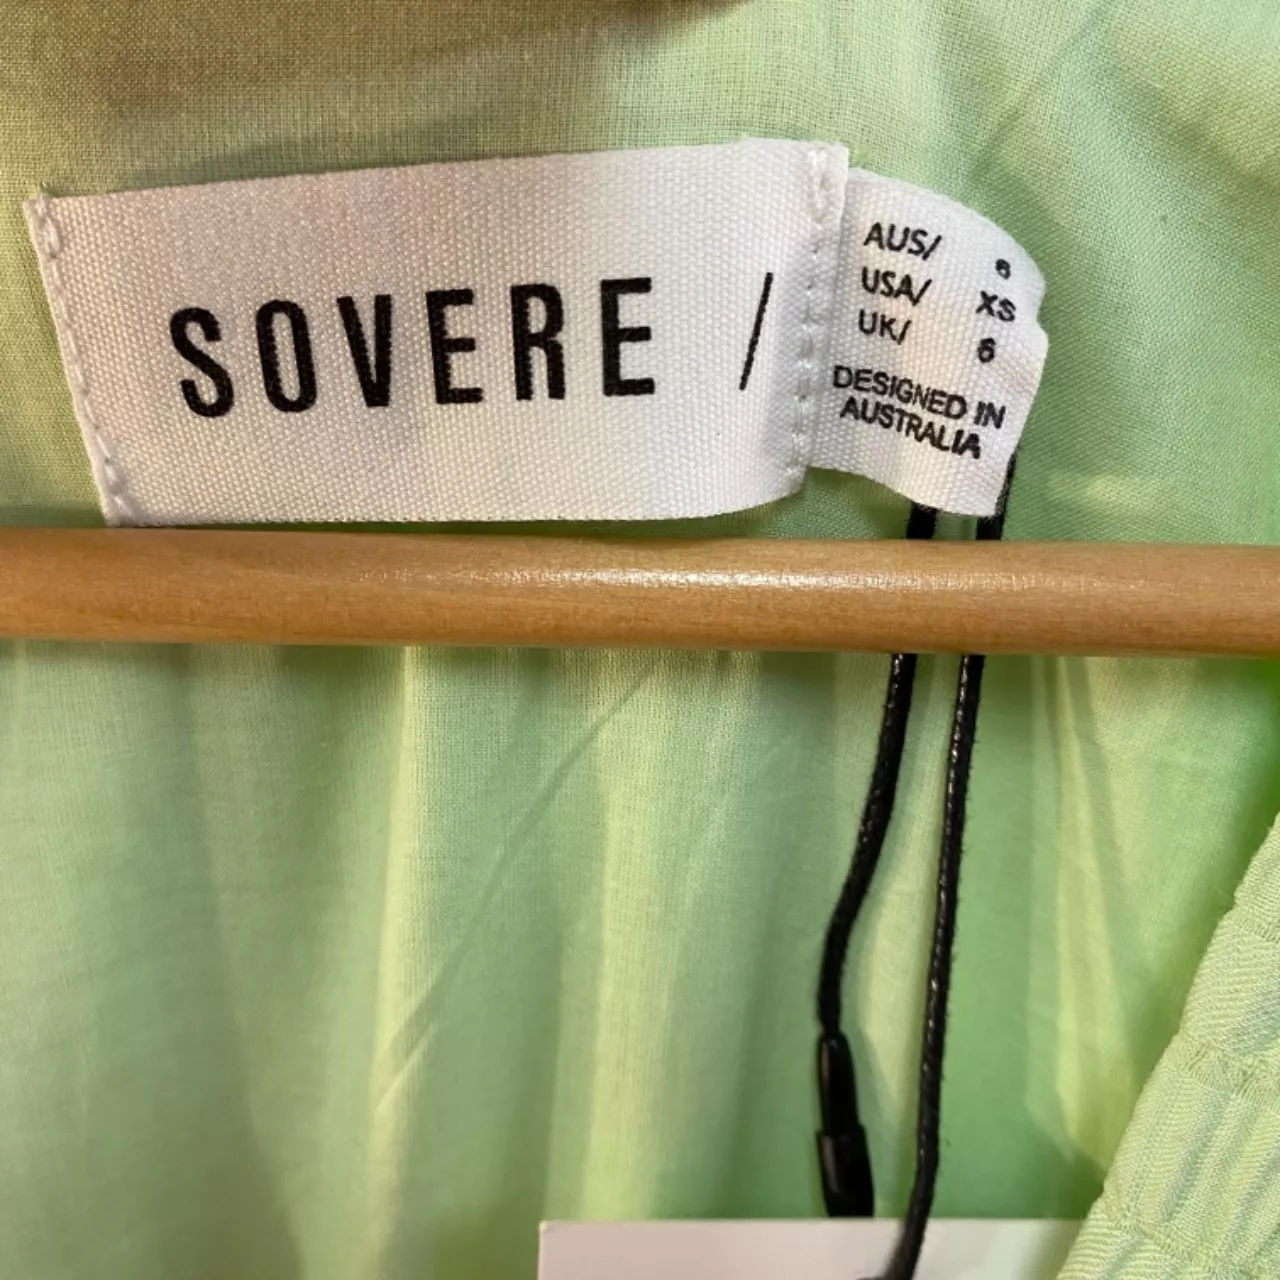 SOVERE /
AUS/ 6
USA/ XS
UK/ 6
DESIGNED IN
AUSTRALIA